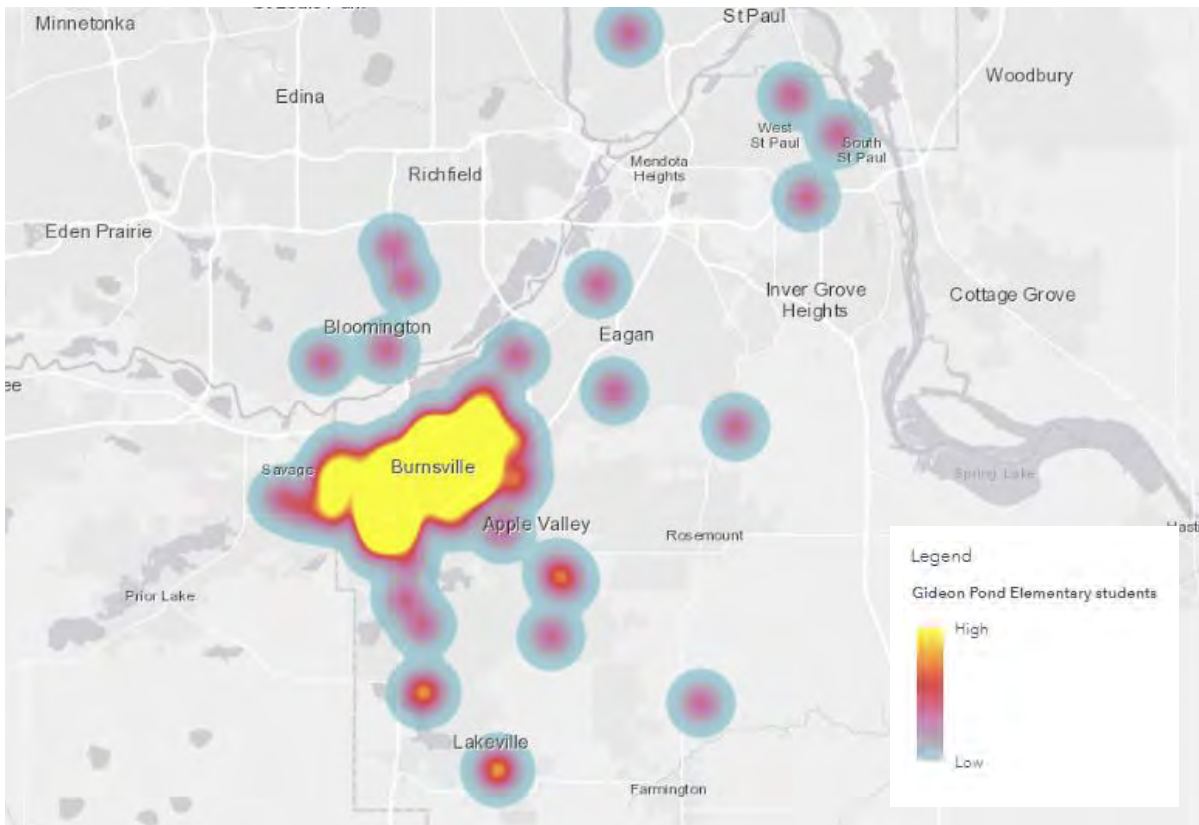 Minnetonka
St Paul
Edina
Woodbury
West
St Paul
South
St Paul
Mendota
Heights
Richfield
Eden Prairie
Inver Grove
Heights
Cottage Grove
Bloomington
Eagan
ee
Savage
Burnsville
Spring Lake
Apple Valley
Rosemount
Hast
Prior Lake
Lakeville
Farmington
Legend
Gideon Pond Elementary students
High
Low